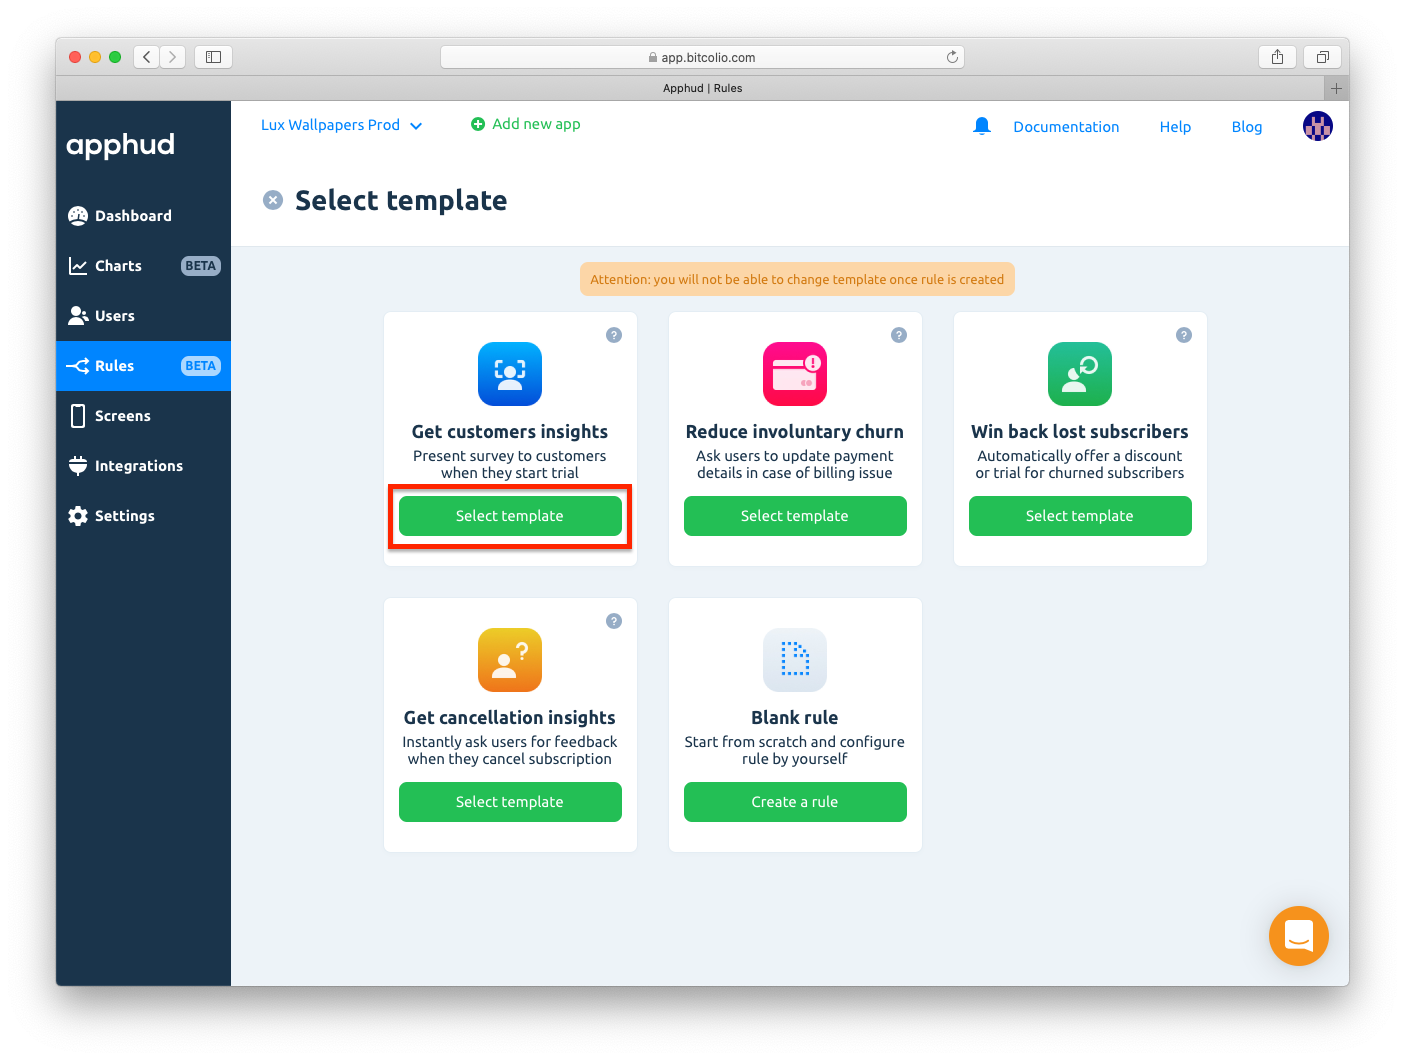 app.bitcolio.com
Apphud | Rules
apphud
Lux Wallpapers Prod
Add new app
Documentation
Help
Blog
Select template
Dashboard
Charts BETA
Users
Rules BETA
Screens
Integrations
Settings
Attention: you will not be able to change template once rule is created
?
Get customers insights
Present survey to customers
when they start trial
Select template
?
Reduce involuntary churn
Ask users to update payment
details in case of billing issue
Select template
?
Win back lost subscribers
Automatically offer a discount
or trial for churned subscribers
Select template
?
Get cancellation insights
Instantly ask users for feedback
when they cancel subscription
Select template
Blank rule
Start from scratch and configure
rule by yourself
Create a rule